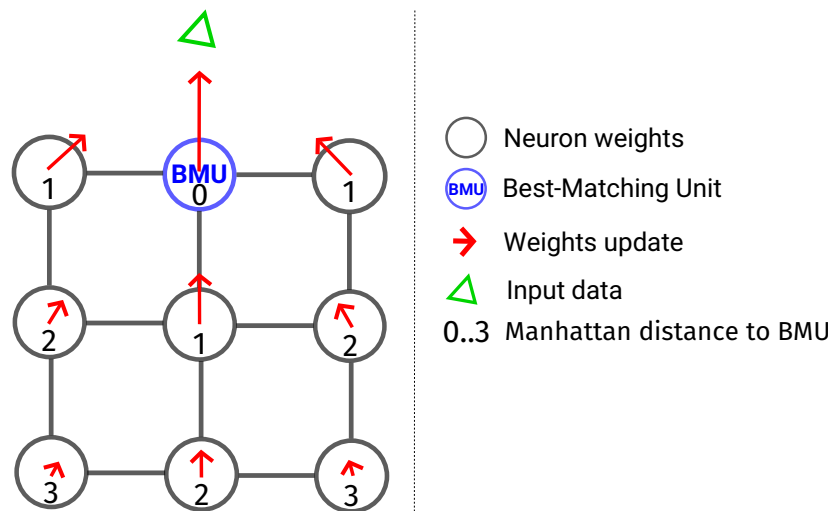 BMU
1
0
1
2
1
2
3
2
3
Neuron weights
BMU
Best-Matching Unit
Weights update
Input data
0..3 Manhattan distance to BMU